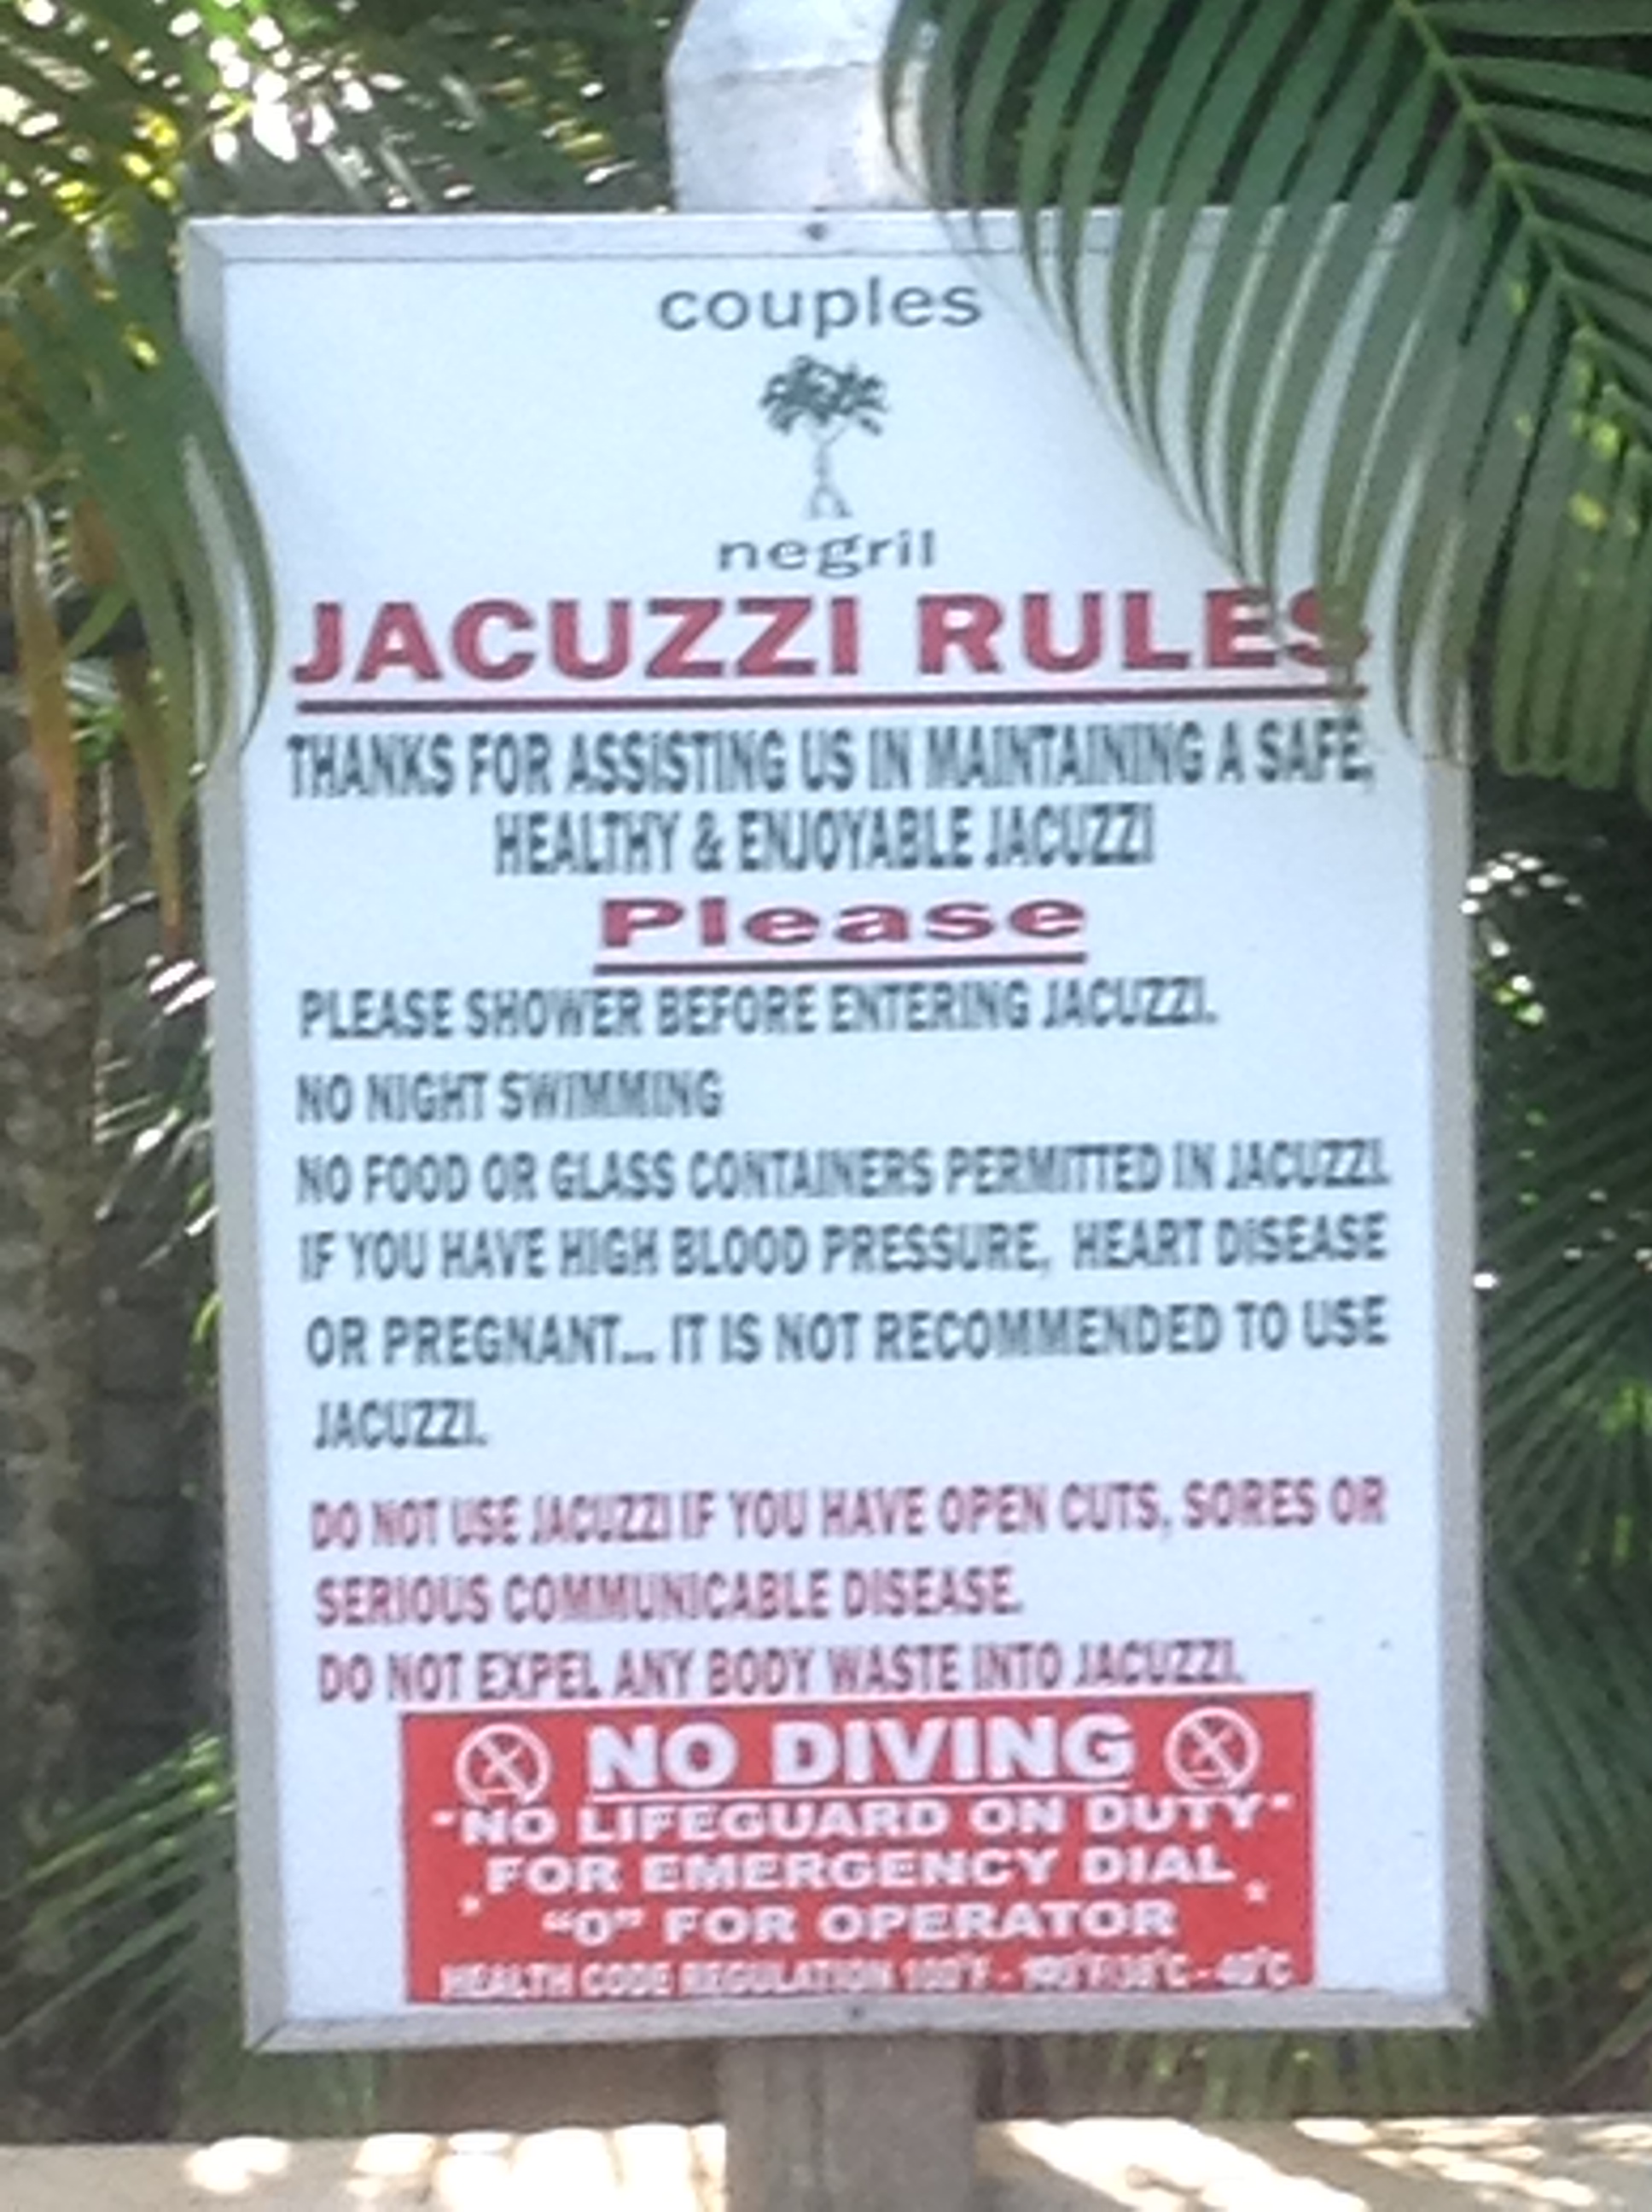 couples
negril
JACUZZI RULES
THANKS FOR ASSISTING US IN MAINTAINING A SAFE,
HEALTHY & ENJOYABLE JACUZZI
Please
PLEASE SHOWER BEFORE ENTERING JACUZZI.
NO NIGHT SWIMMING
NO FOOD OR GLASS CONTAINERS PERMITTED IN JACUZZI.
IF YOU HAVE HIGH BLOOD PRESSURE, HEART DISEASE
OR PREGNANT... IT IS NOT RECOMMENDED TO USE
JACUZZI.
DO NOT USE JACUZZI IF YOU HAVE OPEN CUTS, SORES OR
SERIOUS COMMUNICABLE DISEASE.
DO NOT EXPEL ANY BODY WASTE INTO JACUZZI.
NO DIVING
"NO LIFEGUARD ON DUTY"
* FOR EMERGENCY DIAL *
"0" FOR OPERATOR
HEALTH CODE REGULATION